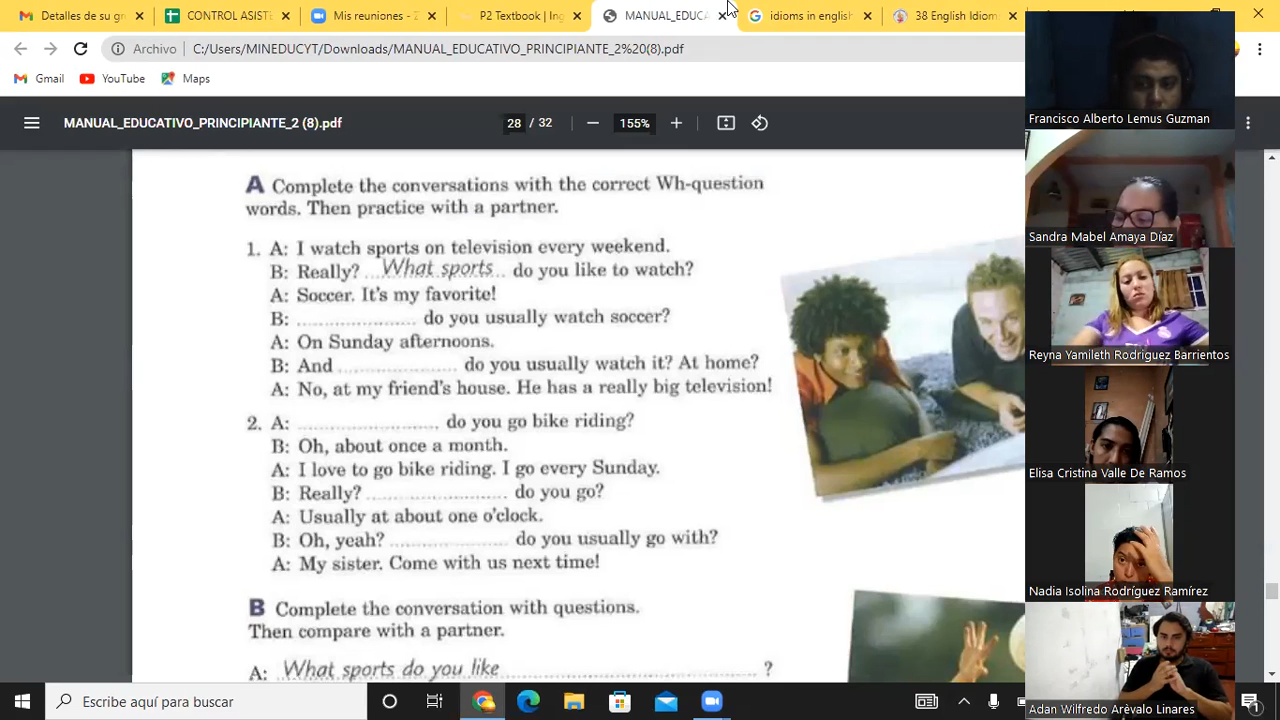 Detalles de su gr
CONTROL ASIST
Mis reuniones - Z
P2 Textbook | Ing
MANUAL_EDUCA
idioms in english
38 English Idiom
Archivo
C:/Users/MINEDUCYT/Downloads/MANUAL_EDUCATIVO_PRINCIPIANTE_2%20(8).pdf
Gmail
YouTube
Maps
MANUAL_EDUCATIVO_PRINCIPIANTE_2 (8).pdf
28 / 32
155%
A Complete the conversations with the correct Wh-question
words. Then practice with a partner.
1. A: I watch sports on television every weekend.
B: Really? What sports do you like to watch?
A: Soccer. It's my favorite!
B: .................... do you usually watch soccer?
A: On Sunday afternoons.
B: And .................... do you usually watch it? At home?
A: No, at my friend's house. He has a really big television!
2. A: ........................ do you go bike riding?
B: Oh, about once a month.
A: I love to go bike riding. I go every Sunday.
B: Really? ........................ do you go?
A: Usually at about one o'clock.
B: Oh, yeah? .................... do you usually go with?
A: My sister. Come with us next time!
B Complete the conversation with questions.
Then compare with a partner.
A: What sports do you like ........................................ ?
Francisco Alberto Lemus Guzman
Sandra Mabel Amaya Díaz
Reyna Yamileth Rodriguez Barrientos
Elisa Cristina Valle De Ramos
Nadia Isolina Rodríguez Ramírez
Adan Wilfredo Arévalo Linares
Escribe aquí para buscar
1